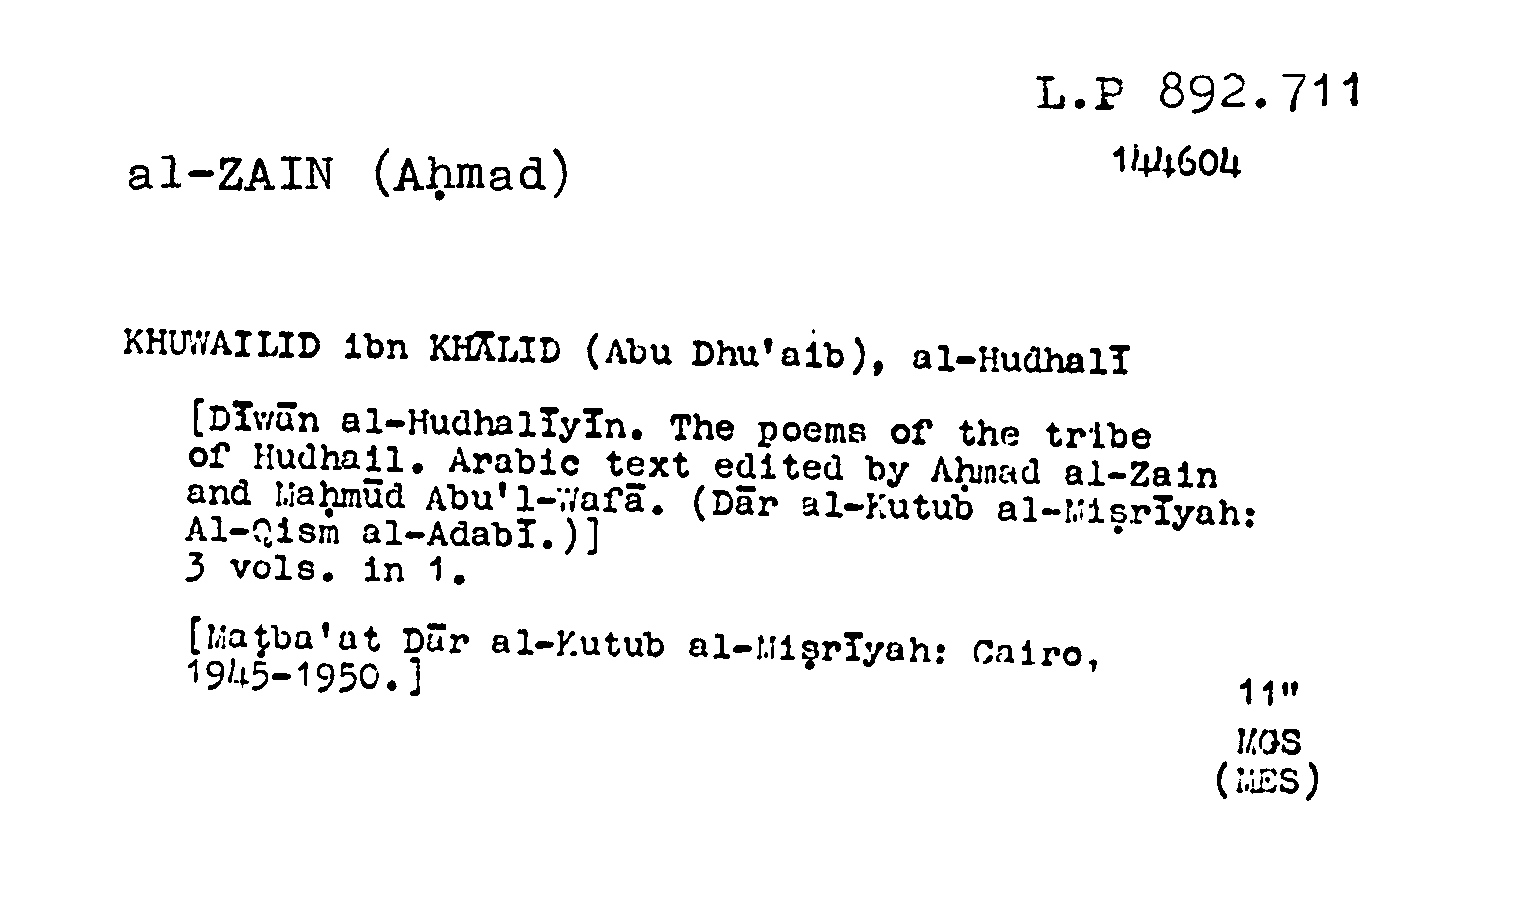 L.P 892.711
al-ZAIN (Aḥmad)
144604
KHUWAILID ibn KHĀLID (Abu Dhu'aib), al-Hudhalī
[Dīwān al-Hudhalīyīn. The poems of the tribe
of Hudhail. Arabic text edited by Aḥmad al-Zain
and Maḥmūd Abu'l-Wafā. (Dār al-Kutub al-Miṣrīyah:
Al-Qism al-Adabī.)]
3 vols. in 1.
[Maṭba'at Dār al-Kutub al-Miṣrīyah: Cairo,
1945-1950.]
11"
MGS
(MES)